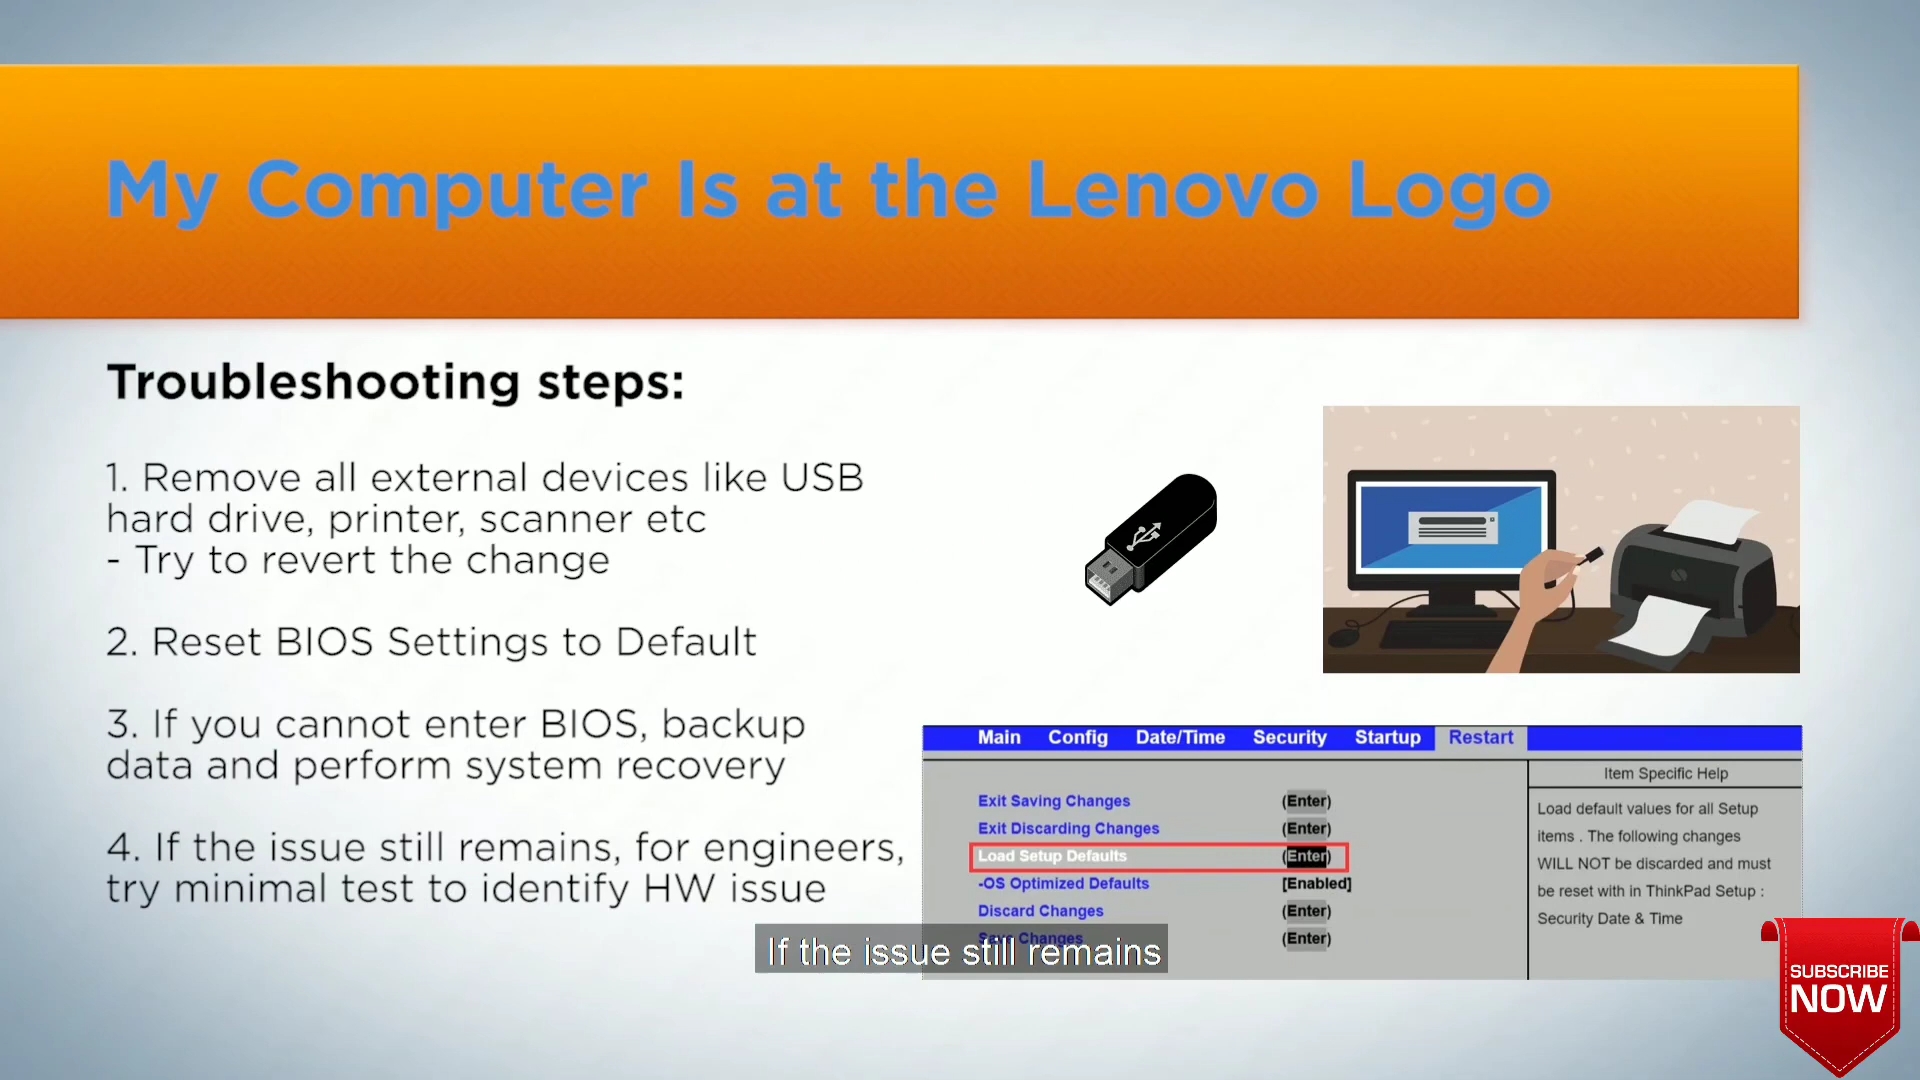 My Computer Is at the Lenovo Logo
Troubleshooting steps:
1. Remove all external devices like USB
hard drive, printer, scanner etc
- Try to revert the change
2. Reset BIOS Settings to Default
3. If you cannot enter BIOS, backup
data and perform system recovery
4. If the issue still remains, for engineers,
try minimal test to identify HW issue
Main Config Date/Time Security Startup Restart
Item Specific Help
Exit Saving Changes (Enter)
Exit Discarding Changes (Enter)
Load Setup Defaults (Enter)
-OS Optimized Defaults [Enabled]
Discard Changes (Enter)
Save Changes (Enter)
Load default values for all Setup
items . The following changes
WILL NOT be discarded and must
be reset with in ThinkPad Setup :
Security Date & Time
If the issue still remains
SUBSCRIBE
NOW